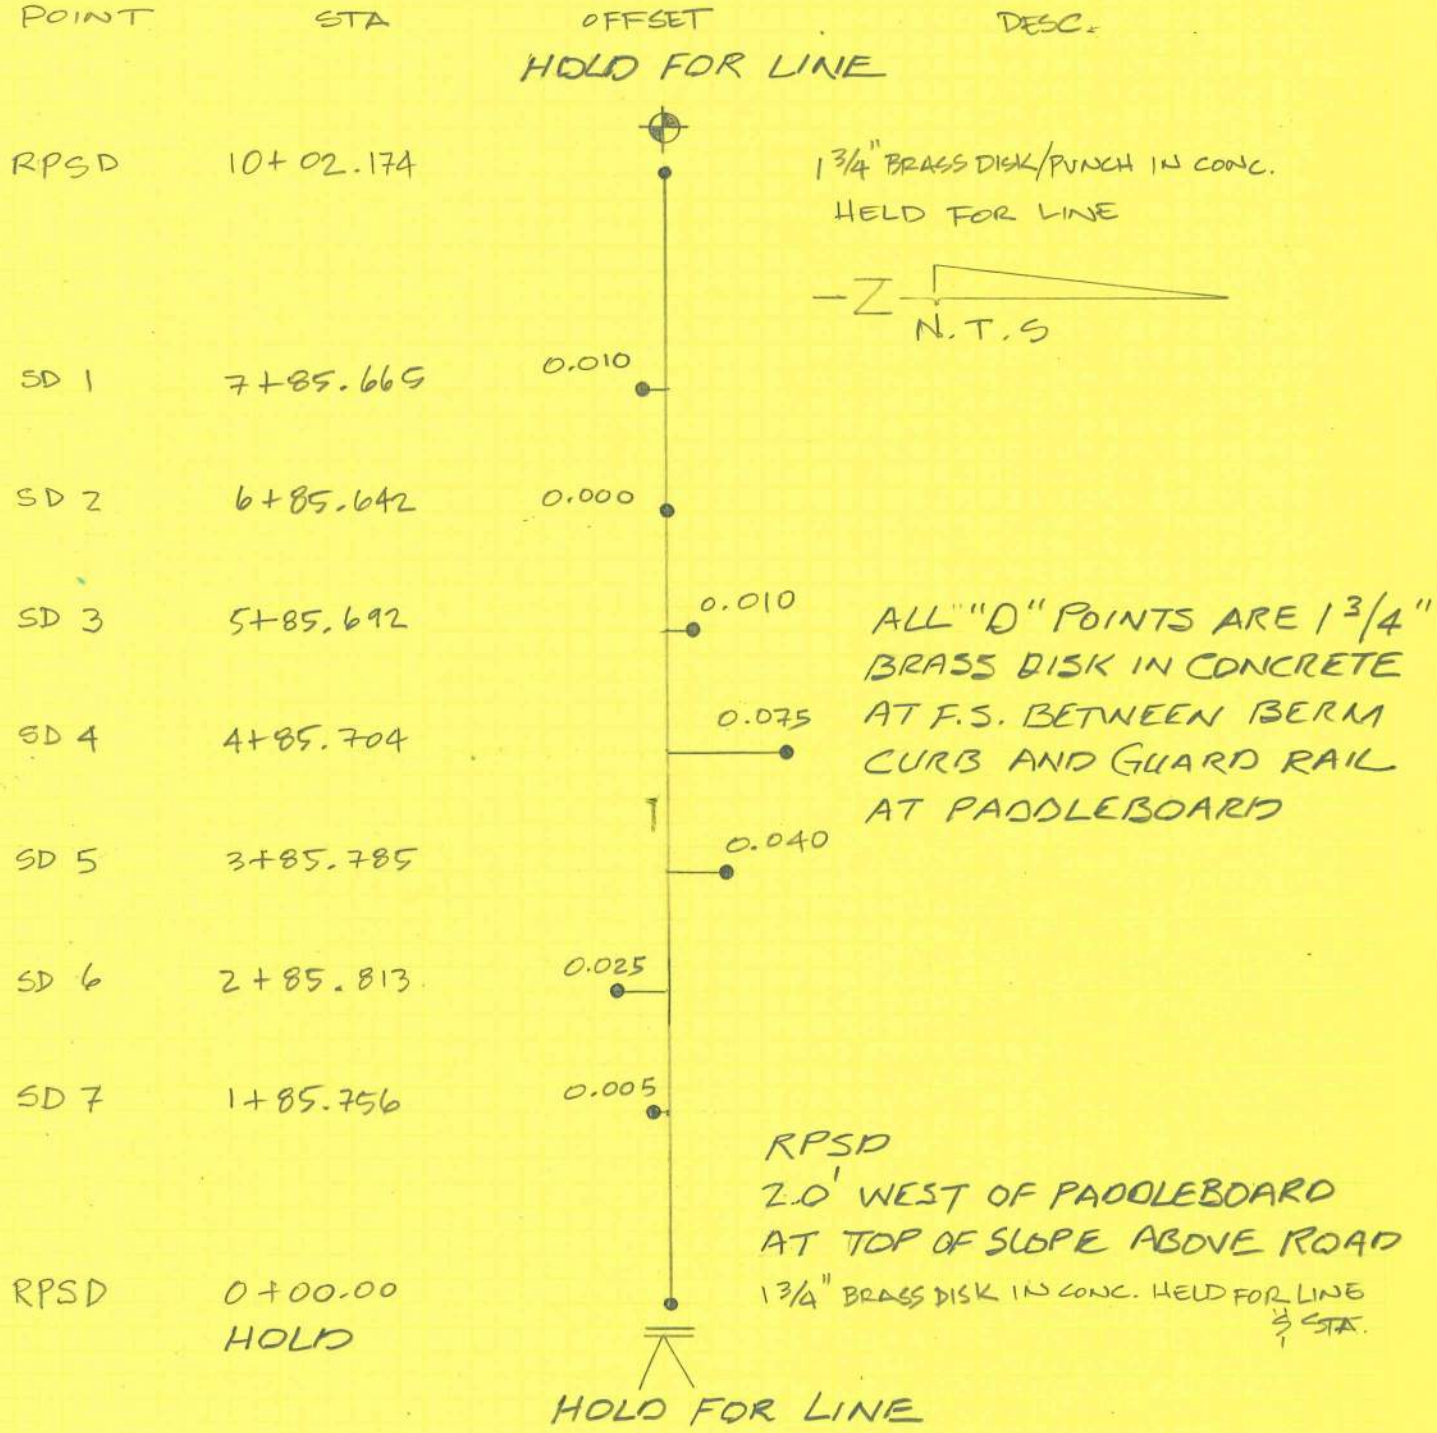 POINT STA OFFSET DESC.
HOLD FOR LINE
RPSD 10+02.174 1 3/4" BRASS DISK/PUNCH IN CONC.
HELD FOR LINE
Z
N.T.S
SD 1 7+85.665 0.010
SD 2 6+85.642 0.000
SD 3 5+85.692 0.010
ALL "D" POINTS ARE 1 3/4"
BRASS DISK IN CONCRETE
AT F.S. BETWEEN BERM
CURB AND GUARD RAIL
AT PADDLEBOARD
SD 4 4+85.704 0.075
SD 5 3+85.785 0.040
SD 6 2+85.813 0.025
SD 7 1+85.756 0.005
RPSD
2.0' WEST OF PADDLEBOARD
AT TOP OF SLOPE ABOVE ROAD
RPSD 0+00.00 1 3/4" BRASS DISK IN CONC. HELD FOR LINE
& STA.
HOLD
HOLD FOR LINE